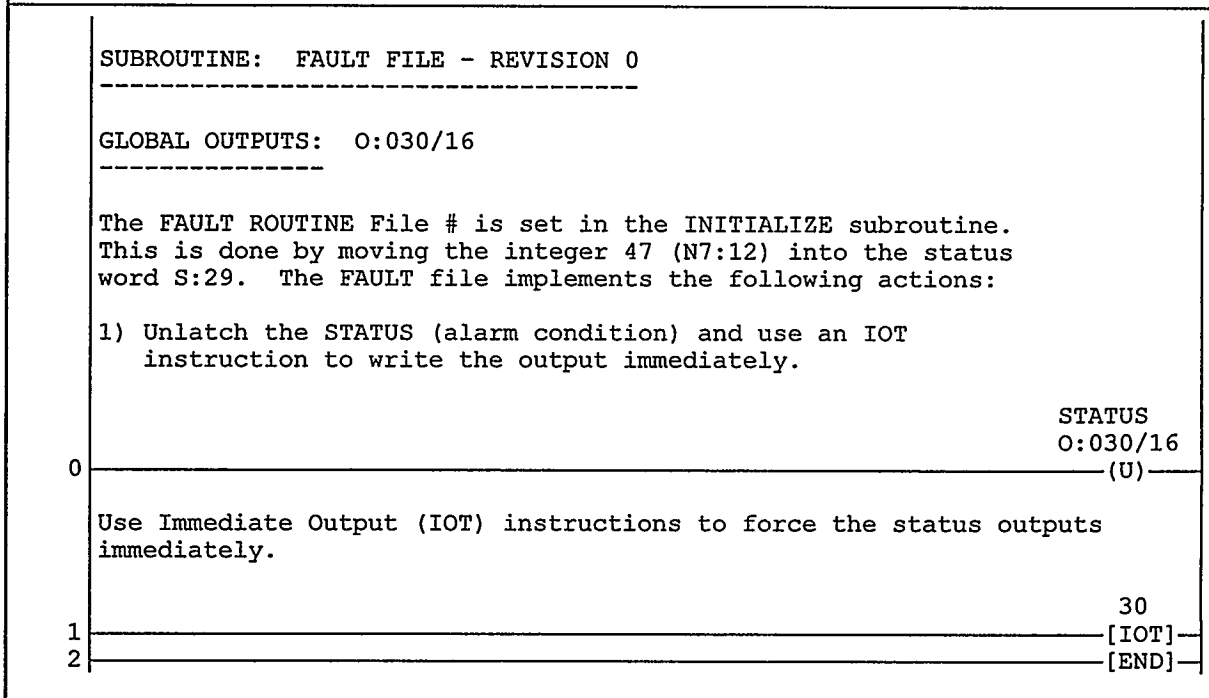 SUBROUTINE:  FAULT FILE - REVISION 0
------------------------------------
GLOBAL OUTPUTS:  O:030/16
---------------
The FAULT ROUTINE File # is set in the INITIALIZE subroutine.
This is done by moving the integer 47 (N7:12) into the status
word S:29.  The FAULT file implements the following actions:
1) Unlatch the STATUS (alarm condition) and use an IOT
instruction to write the output immediately.
STATUS
O:030/16
0 (U)
Use Immediate Output (IOT) instructions to force the status outputs
immediately.
30
1 [IOT]
2 [END]